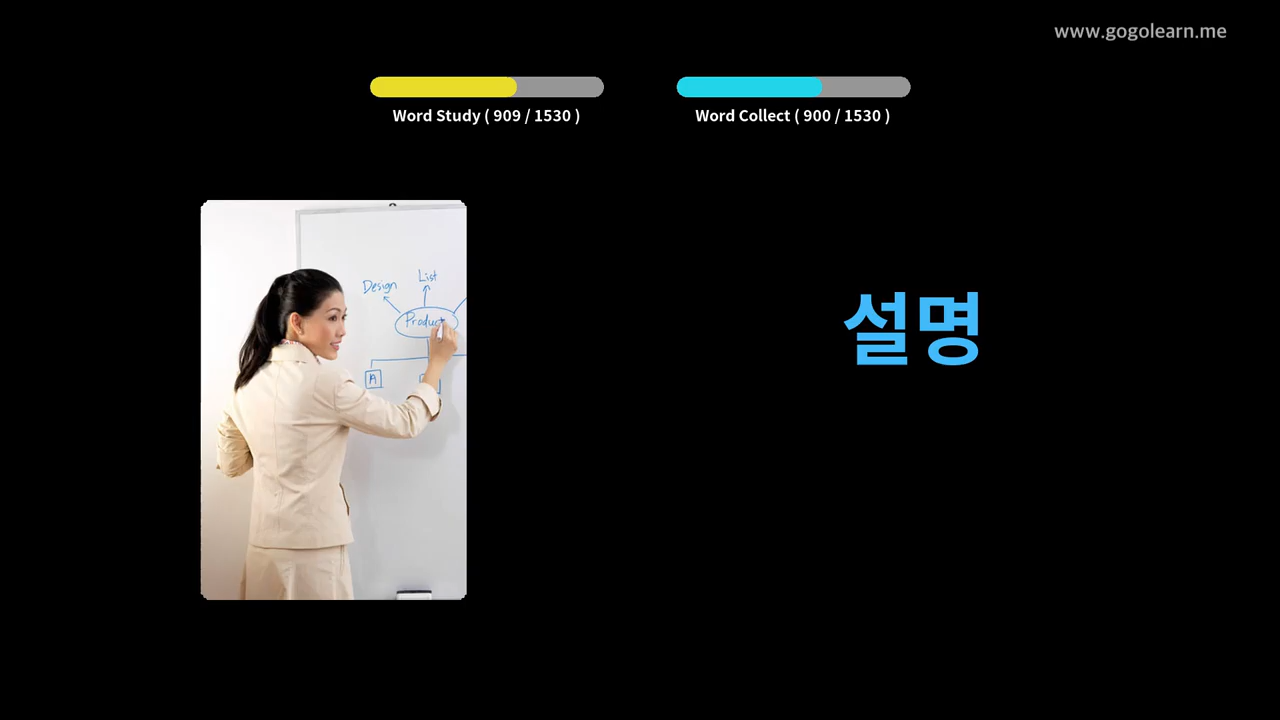 www.gogolearn.me
Word Study ( 909 / 1530 )
Word Collect ( 900 / 1530 )
List
Design
Product
A
설명